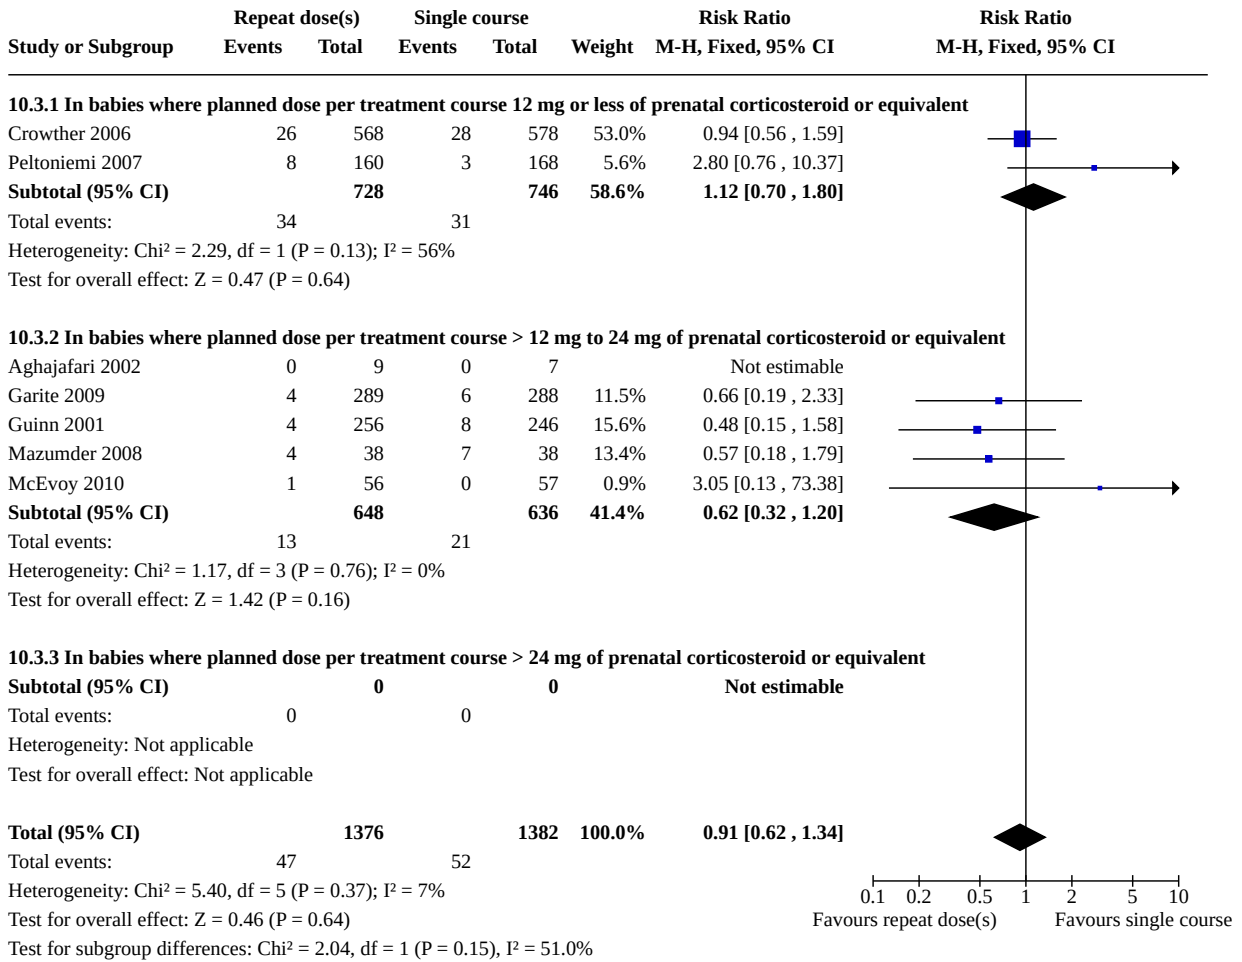 Repeat dose(s) Single course Risk Ratio Risk Ratio
Study or Subgroup Events Total Events Total Weight M-H, Fixed, 95% CI M-H, Fixed, 95% CI
10.3.1 In babies where planned dose per treatment course 12 mg or less of prenatal corticosteroid or equivalent
Crowther 2006 26 568 28 578 53.0% 0.94 [0.56 , 1.59]
Peltoniemi 2007 8 160 3 168 5.6% 2.80 [0.76 , 10.37]
Subtotal (95% CI) 728 746 58.6% 1.12 [0.70 , 1.80]
Total events: 34 31
Heterogeneity: Chi² = 2.29, df = 1 (P = 0.13); I² = 56%
Test for overall effect: Z = 0.47 (P = 0.64)
10.3.2 In babies where planned dose per treatment course > 12 mg to 24 mg of prenatal corticosteroid or equivalent
Aghajafari 2002 0 9 0 7 Not estimable
Garite 2009 4 289 6 288 11.5% 0.66 [0.19 , 2.33]
Guinn 2001 4 256 8 246 15.6% 0.48 [0.15 , 1.58]
Mazumder 2008 4 38 7 38 13.4% 0.57 [0.18 , 1.79]
McEvoy 2010 1 56 0 57 0.9% 3.05 [0.13 , 73.38]
Subtotal (95% CI) 648 636 41.4% 0.62 [0.32 , 1.20]
Total events: 13 21
Heterogeneity: Chi² = 1.17, df = 3 (P = 0.76); I² = 0%
Test for overall effect: Z = 1.42 (P = 0.16)
10.3.3 In babies where planned dose per treatment course > 24 mg of prenatal corticosteroid or equivalent
Subtotal (95% CI) 0 0 Not estimable
Total events: 0 0
Heterogeneity: Not applicable
Test for overall effect: Not applicable
Total (95% CI) 1376 1382 100.0% 0.91 [0.62 , 1.34]
Total events: 47 52
Heterogeneity: Chi² = 5.40, df = 5 (P = 0.37); I² = 7%
0.1 0.2 0.5 1 2 5 10
Test for overall effect: Z = 0.46 (P = 0.64)
Favours repeat dose(s) Favours single course
Test for subgroup differences: Chi² = 2.04, df = 1 (P = 0.15), I² = 51.0%